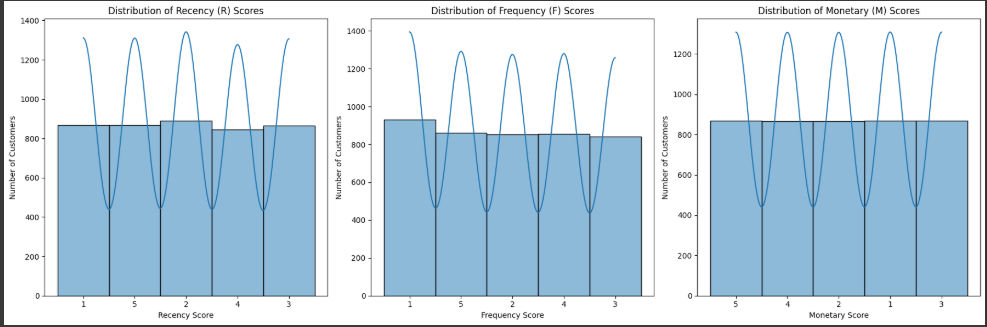 Distribution of Recency (R) Scores
1400
1200
1000
800
600
400
200
0
Number of Customers
1 5 2 4 3
Recency Score
Distribution of Frequency (F) Scores
1400
1200
1000
800
600
400
200
0
Number of Customers
1 5 2 4 3
Frequency Score
Distribution of Monetary (M) Scores
1200
1000
800
600
400
200
0
Number of Customers
5 4 2 1 3
Monetary Score